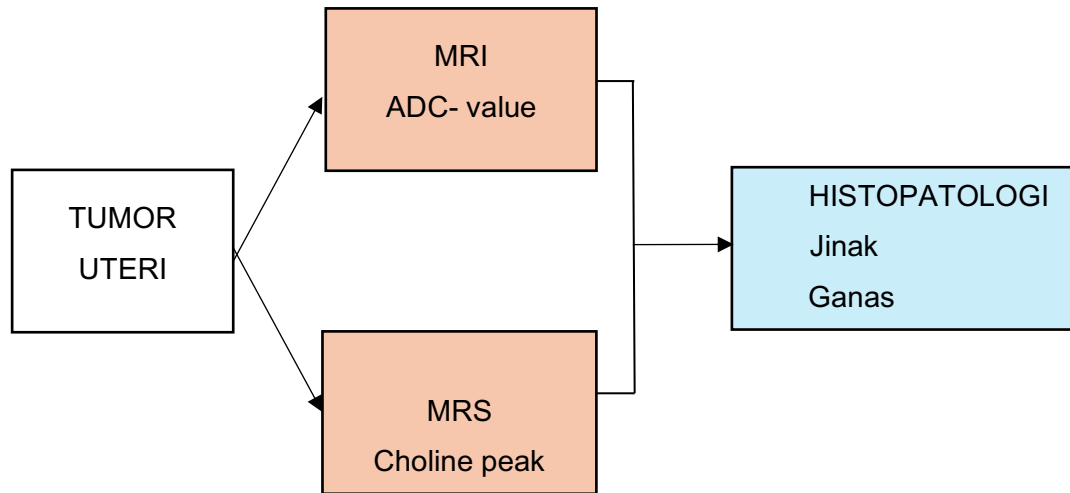 TUMOR
UTERI
MRI
ADC- value
MRS
Choline peak
HISTOPATOLOGI
Jinak
Ganas